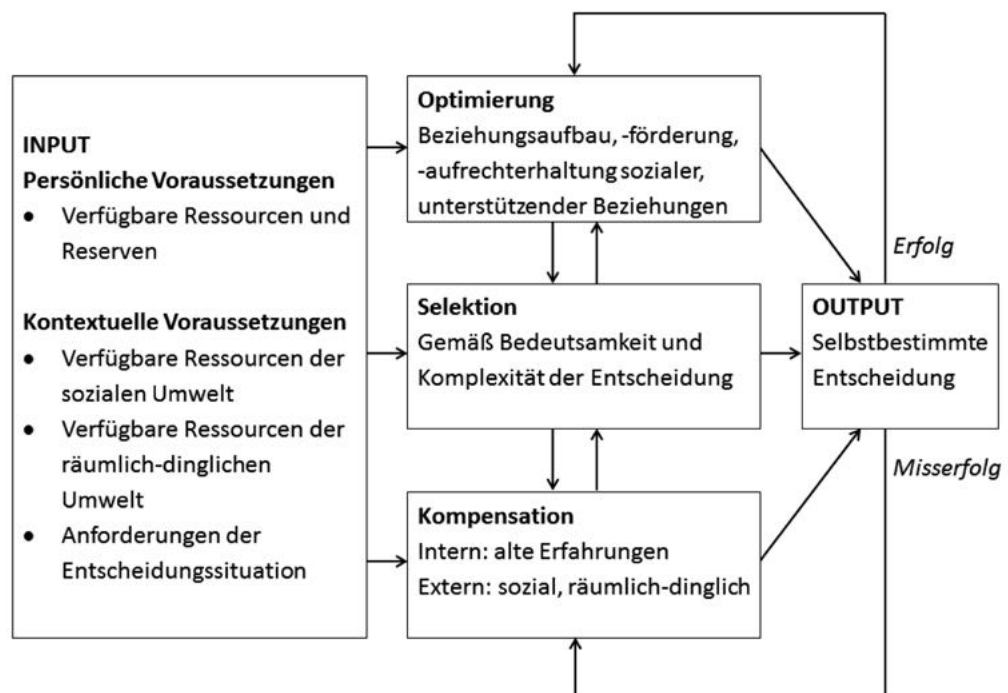 INPUT
Persönliche Voraussetzungen
• Verfügbare Ressourcen und
Reserven
Kontextuelle Voraussetzungen
• Verfügbare Ressourcen der
sozialen Umwelt
• Verfügbare Ressourcen der
räumlich-dinglichen
Umwelt
• Anforderungen der
Entscheidungssituation
Optimierung
Beziehungsaufbau, -förderung,
-aufrechterhaltung sozialer,
unterstützender Beziehungen
Selektion
Gemäß Bedeutsamkeit und
Komplexität der Entscheidung
Kompensation
Intern: alte Erfahrungen
Extern: sozial, räumlich-dinglich
Erfolg
OUTPUT
Selbstbestimmte
Entscheidung
Misserfolg